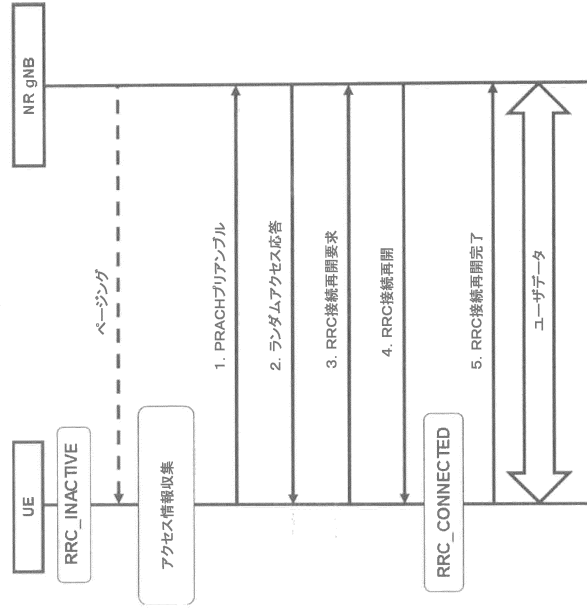 UE
NR gNB
RRC_INACTIVE
ページング
アクセス情報収集
1. PRACHプリアンブル
2. ランダムアクセス応答
3. RRC接続再開要求
4. RRC接続再開
RRC_CONNECTED
5. RRC接続再開完了
ユーザデータ